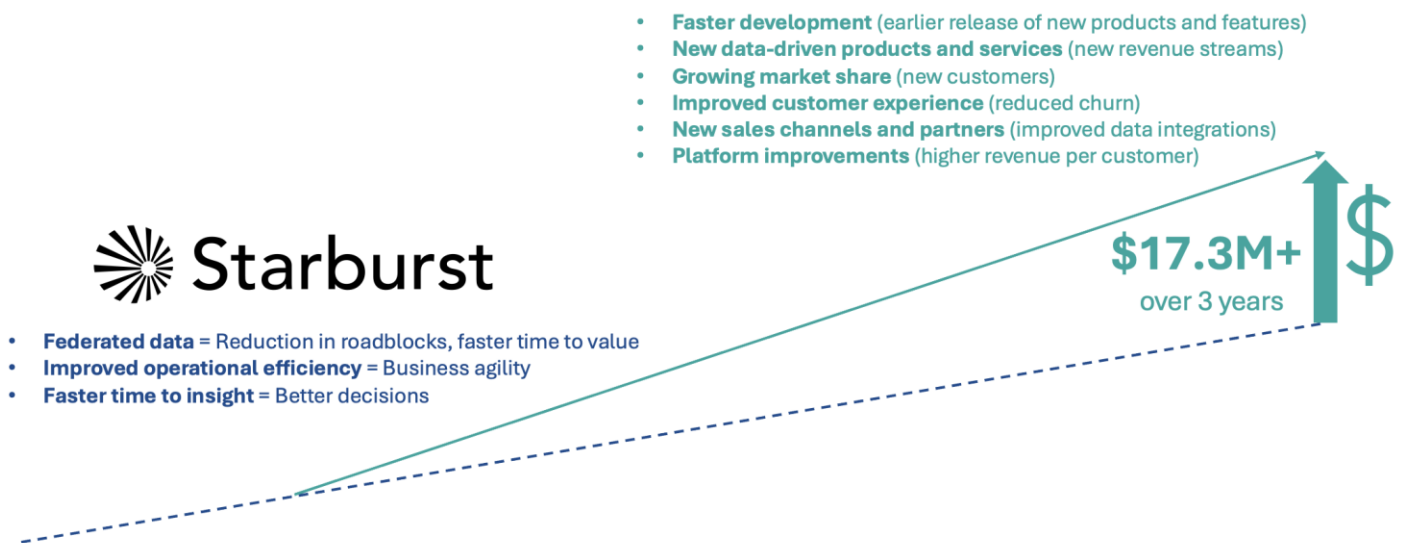 • Faster development (earlier release of new products and features)
• New data-driven products and services (new revenue streams)
• Growing market share (new customers)
• Improved customer experience (reduced churn)
• New sales channels and partners (improved data integrations)
• Platform improvements (higher revenue per customer)
Starburst
• Federated data = Reduction in roadblocks, faster time to value
• Improved operational efficiency = Business agility
• Faster time to insight = Better decisions
$17.3M+
over 3 years
$